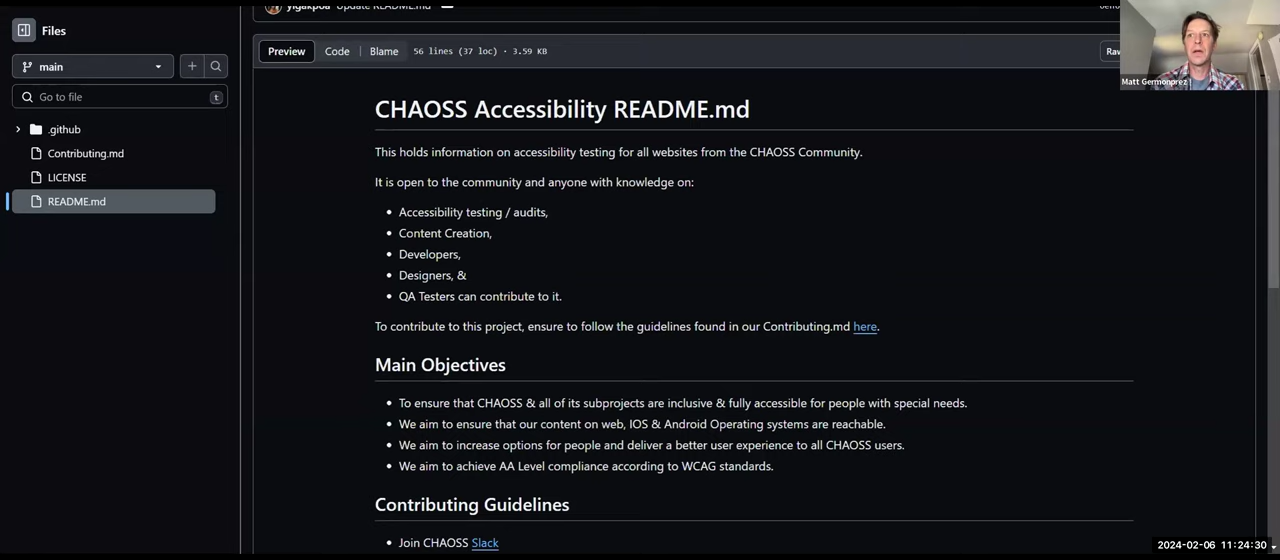 yigakpoa Update README.md
Files
Preview Code Blame 56 lines (37 loc) · 3.59 KB
Raw
main
Go to file t
.github
Contributing.md
LICENSE
README.md
Matt Germonprez
CHAOSS Accessibility README.md
This holds information on accessibility testing for all websites from the CHAOSS Community.
It is open to the community and anyone with knowledge on:
Accessibility testing / audits,
Content Creation,
Developers,
Designers, &
QA Testers can contribute to it.
To contribute to this project, ensure to follow the guidelines found in our Contributing.md here.
Main Objectives
To ensure that CHAOSS & all of its subprojects are inclusive & fully accessible for people with special needs.
We aim to ensure that our content on web, IOS & Android Operating systems are reachable.
We aim to increase options for people and deliver a better user experience to all CHAOSS users.
We aim to achieve AA Level compliance according to WCAG standards.
Contributing Guidelines
Join CHAOSS Slack
2024-02-06 11:24:30